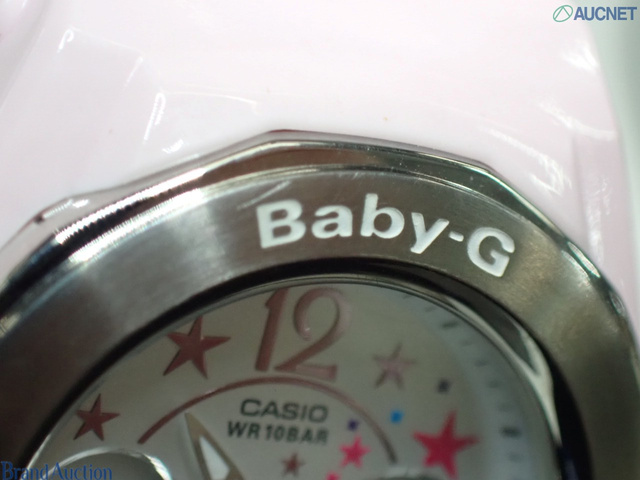 AUCNET
Baby-G
12
CASIO
WR10BAR
Brand Auction